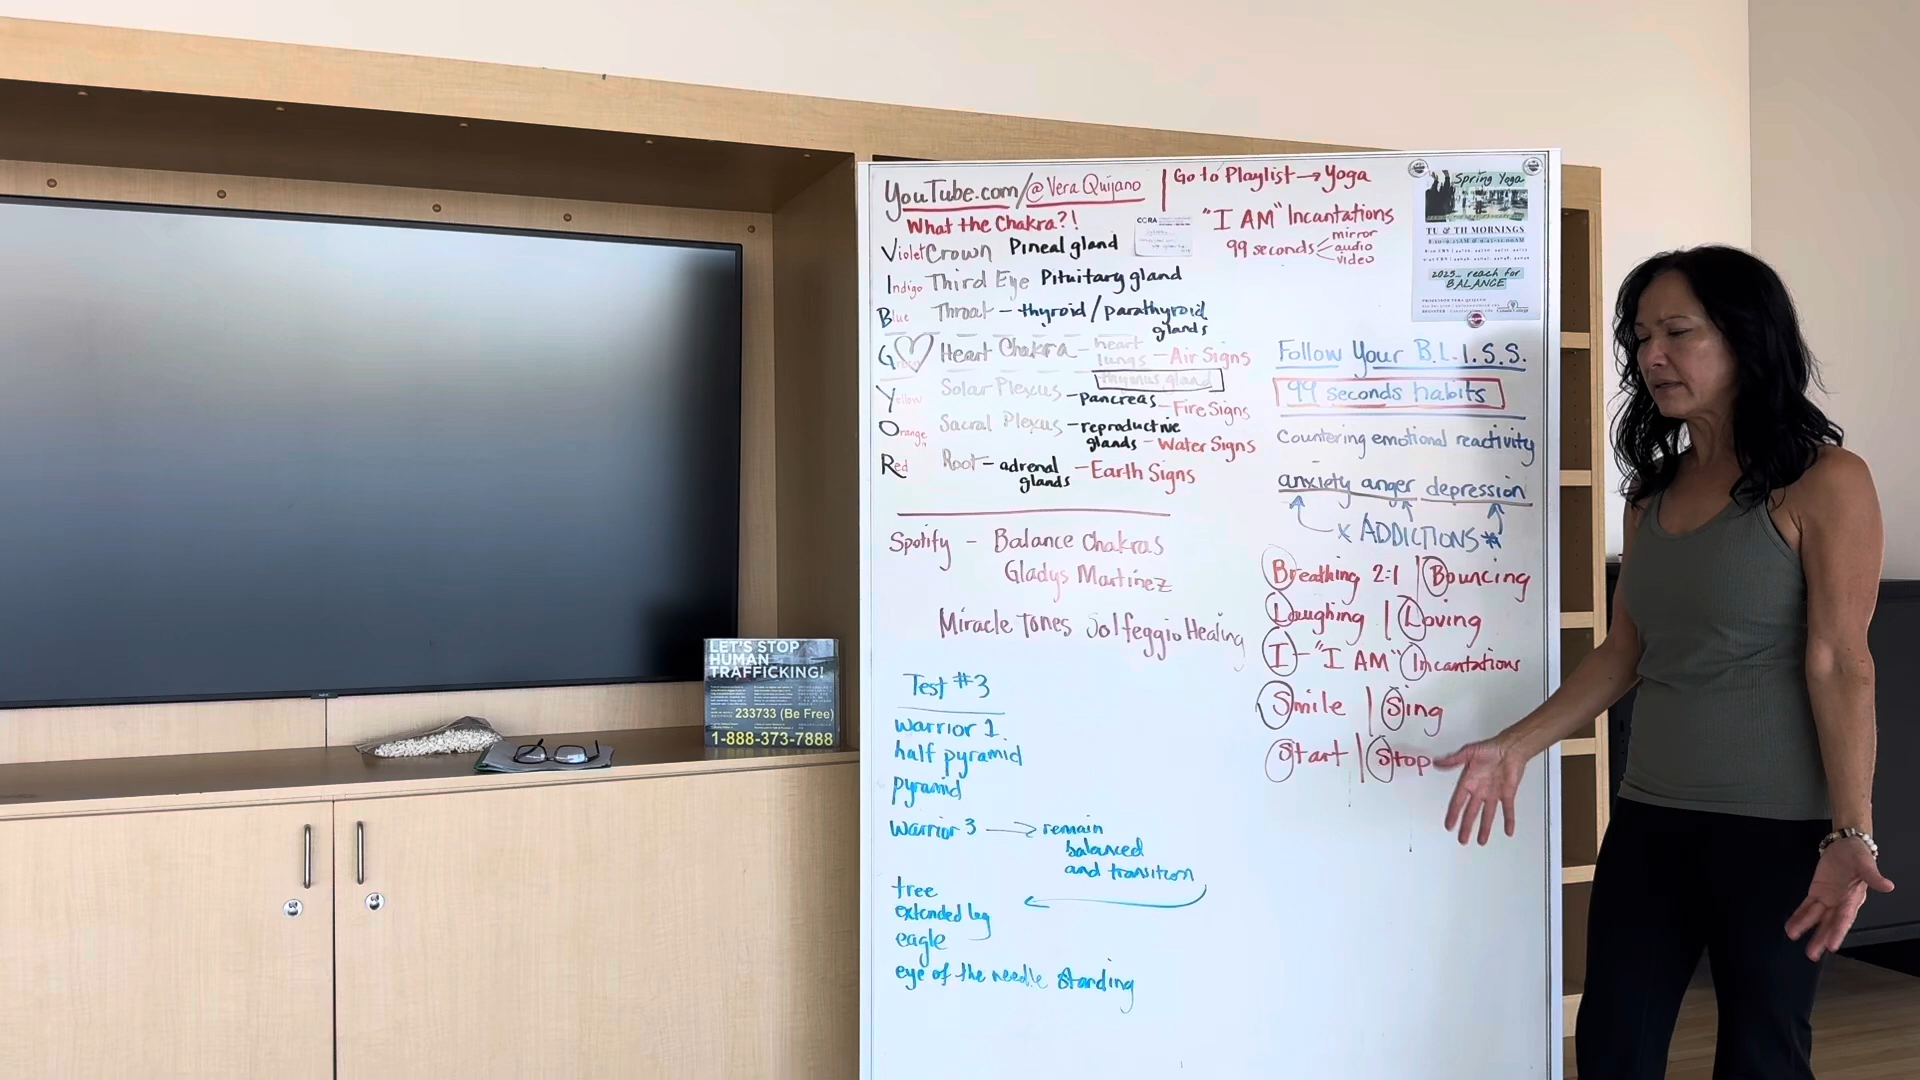 YouTube.com/@Vera Quijano
Go to Playlist → Yoga
What the Chakra?!
Violet Crown Pineal gland
Indigo Third Eye Pituitary gland
Blue Throat - thyroid / parathyroid
glands
Green Heart Chakra - heart
lungs - Air Signs
thymus gland
Yellow Solar Plexus - pancreas - Fire Signs
Orange Sacral Plexus - reproductive
glands - Water Signs
Red Root - adrenal
glands - Earth Signs
CCRA
"I AM" Incantations
99 seconds
mirror
audio
video
Spring Yoga
TU & TH MORNINGS
2025... reach for
BALANCE
PROFESSOR VERA QUIJANO
Follow Your B.L.I.S.S.
99 seconds habits
Countering emotional reactivity
anxiety anger depression
x ADDICTIONS *
Breathing 2:1 | Bouncing
Laughing | Loving
I - "I AM" Incantations
Smile | Sing
Start | Stop
Spotify - Balance Chakras
Gladys Martinez
Miracle Tones Solfeggio Healing
Test #3
Warrior 1
half pyramid
pyramid
Warrior 3 → remain
balanced
and transition
tree
extended leg
eagle
eye of the needle standing
LET'S STOP
HUMAN
TRAFFICKING!
233733 (Be Free)
1-888-373-7888